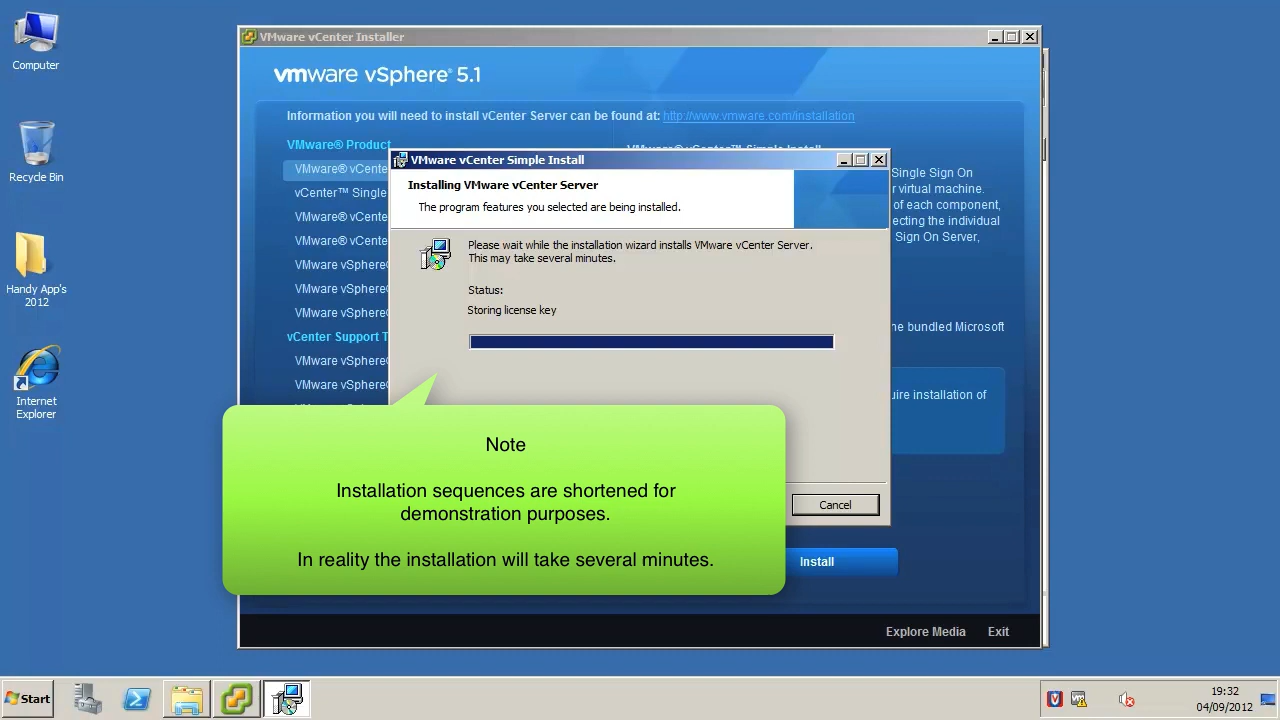 Computer
Recycle Bin
Handy App's
2012
Internet
Explorer
VMware vCenter Installer
vmware vSphere® 5.1
Information you will need to install vCenter Server can be found at: http://www.vmware.com/installation
VMware® Product
VMware® vCente
vCenter™ Single
VMware® vCente
VMware® vCente
VMware vSphere
VMware vSphere
VMware vSphere
vCenter Support T
VMware vSphere
VMware vSphere
VMware® vCenter™ Simple Install
Single Sign On
r virtual machine.
of each component,
ecting the individual
Sign On Server,
he bundled Microsoft
uire installation of
VMware vCenter Simple Install
Installing VMware vCenter Server
The program features you selected are being installed.
Please wait while the installation wizard installs VMware vCenter Server.
This may take several minutes.
Status:
Storing license key
Cancel
Note
Installation sequences are shortened for
demonstration purposes.
In reality the installation will take several minutes.
Install
Explore Media Exit
Start
19:32
04/09/2012